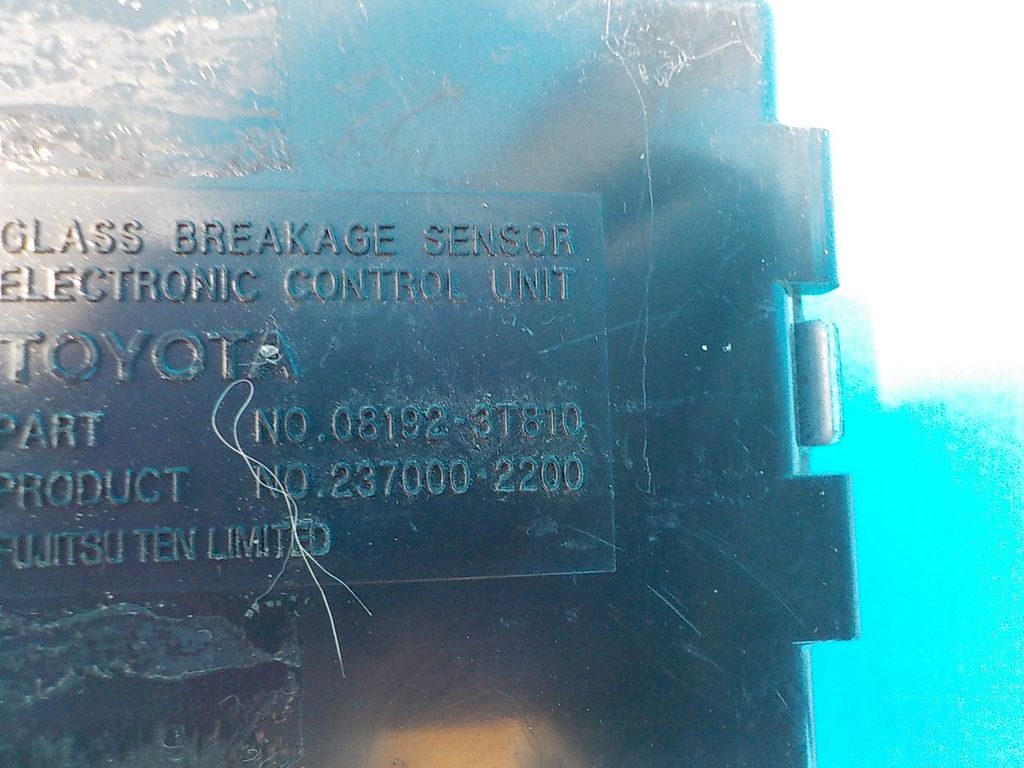 GLASS BREAKAGE SENSOR
ELECTRONIC CONTROL UNIT
TOYOTA
PART NO.08192-3T810
PRODUCT NO.237000-2200
FUJITSU TEN LIMITED